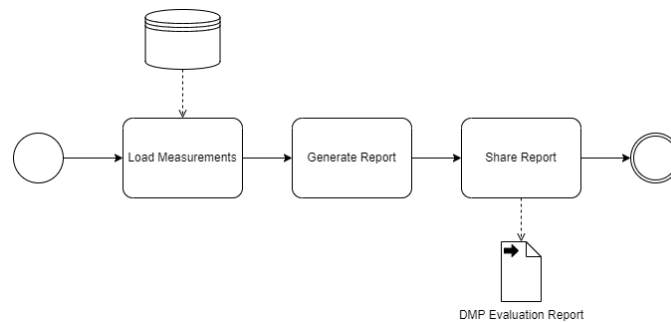 Load Measurements
Generate Report
Share Report
DMP Evaluation Report